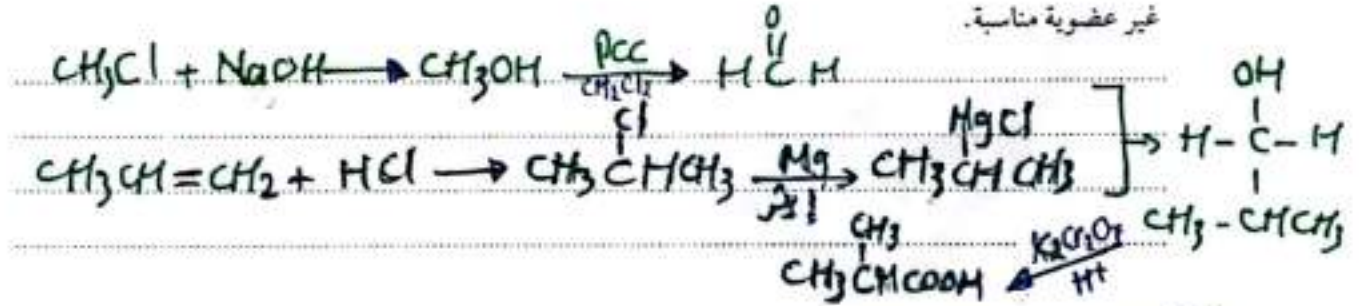 غير عضوية مناسبة.
O
CH₃Cl + NaOH → CH₃OH PCC CH₂Cl₂ → H C H
OH
Cl MgCl
CH₃CH=CH₂ + HCl → CH₃CHCH₃ Mg إيثر → CH₃CHCH₃ ] → H-C-H
CH₃-CHCH₃
CH₃ K₂Cr₂O₇
CH₃CHCOOH ← H⁺